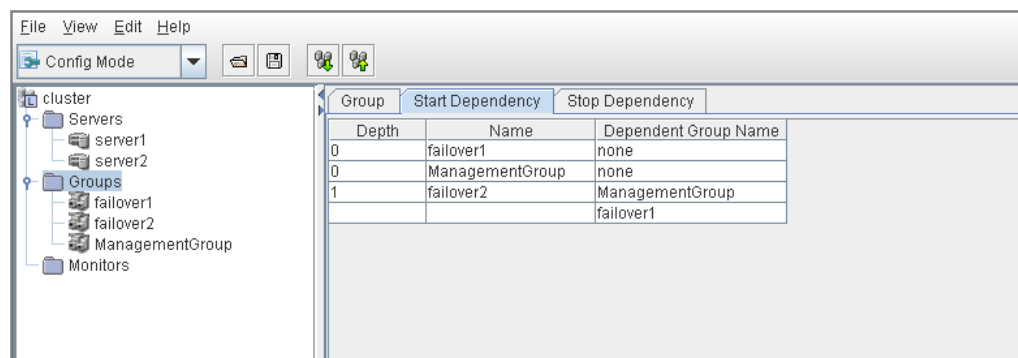 File View Edit Help
Config Mode
cluster
Servers
server1
server2
Groups
failover1
failover2
ManagementGroup
Monitors
Group Start Dependency Stop Dependency
Depth Name Dependent Group Name
0 failover1 none
0 ManagementGroup none
1 failover2 ManagementGroup
failover1